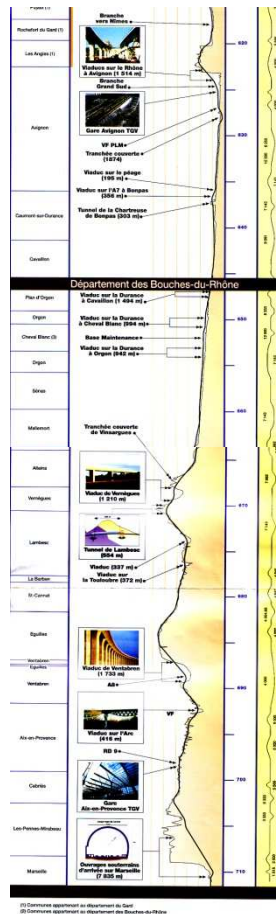 Branche
vers Nîmes
Rochefort du Gard (1)
Les Angles (1)
630
Viaducs sur le Rhône
à Avignon (1 514 m)
Branche
Grand Sud
Gare Avignon TGV
Avignon
VF PLM
Tranchée couverte
(1874)
Viaduc sur le péage
(105 m)
Viaduc sur l'A7 à Bonpas
Tunnel de la Chartreuse
de Bonpas (303 m)
Caumont-sur-Durance
640
Cavaillon
Département des Bouches-du-Rhône
Plan d'Orgon
Viaduc sur la Durance
à Cavaillon (1 494 m)
Orgon
Viaduc sur la Durance
à Cheval Blanc (994 m)
650
Cheval Blanc (3)
Base Maintenance
Viaduc sur la Durance
à Orgon (942 m)
Orgon
Sénas
660
Mallemort
Tranchée couverte
de Vinsargues
Alleins
Viaduc de Vernègues
(1 210 m)
Vernègues
670
Lambesc
Tunnel de Lambesc
Viaduc (337 m)
Viaduc sur
la Touloubre (372 m)
La Barben
St-Cannat
680
Eguilles
Viaduc de Ventabren
(1 733 m)
Ventabren
Eguilles
Ventabren
A8
690
Viaduc sur l'Arc
(416 m)
VF
Aix-en-Provence
RD 9
700
Gare
Aix-en-Provence TGV
Cabriès
Les-Pennes-Mirabeau
Ouvrages souterrains
d'arrivée sur Marseille
(7 835 m)
Marseille
710
(1) Communes appartenant au département du Gard
(3) Communes appartenant au département des Bouches-du-Rhône